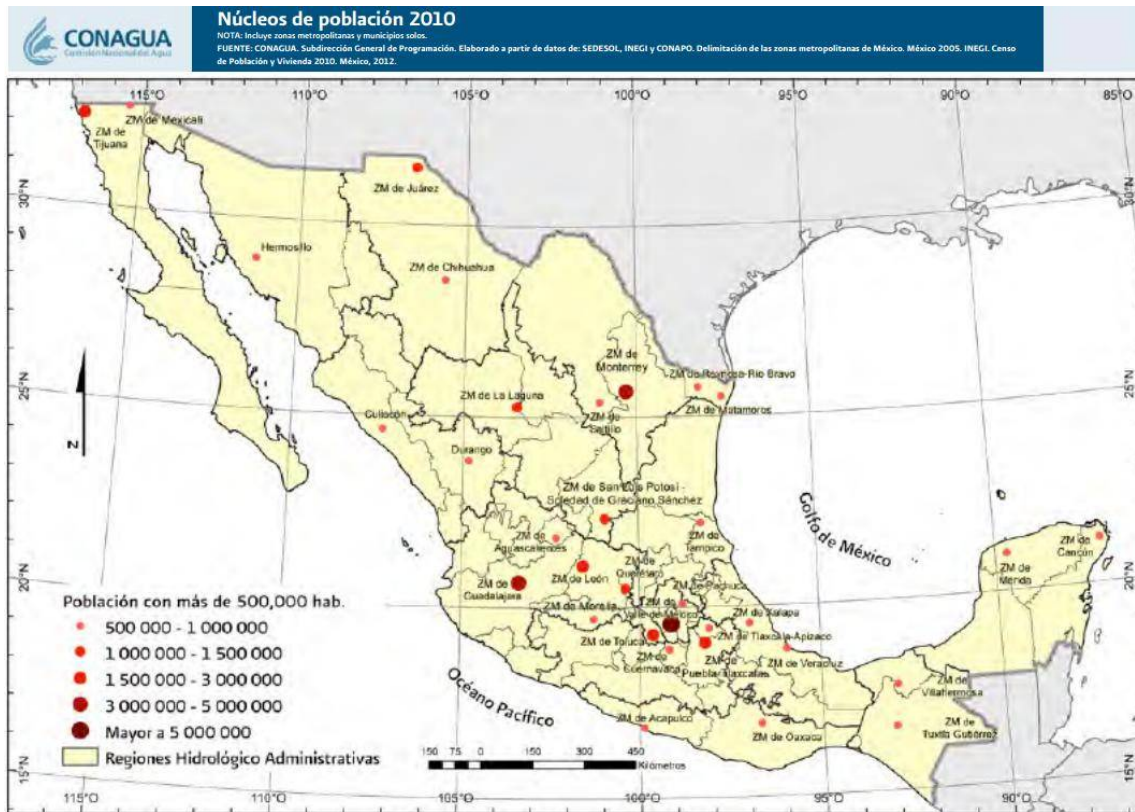 CONAGUA
Comisión Nacional del Agua
Núcleos de población 2010
NOTA: Incluye zonas metropolitanas y municipios solos.
FUENTE: CONAGUA. Subdirección General de Programación. Elaborado a partir de datos de: SEDESOL, INEGI y CONAPO. Delimitación de las zonas metropolitanas de México. México 2005. INEGI. Censo
de Población y Vivienda 2010. México, 2012.
115°O
110°O
105°O
100°O
95°O
90°O
85°O
ZM de Mexicali
ZM de
Tijuana
ZM de Juárez
30°N
30°N
Hermosillo
ZM de Chihuahua
ZM de
Monterrey
ZM de Reynosa-Río Bravo
25°N
25°N
ZM de La Laguna
ZM de Matamoros
Culiacán
ZM de
Saltillo
N
Durango
ZM de San Luis Potosí -
Soledad de Graciano Sánchez
Golfo de México
ZM de
Aguascalientes
ZM de
Tampico
ZM de
Cancún
ZM de
Mérida
20°N
20°N
ZM de
Guadalajara
ZM de León
ZM de
Querétaro
ZM de Pachuca
ZM de Morelia
ZM de
Valle de México
ZM de Xalapa
ZM de Toluca
ZM de Tlaxcala-Apizaco
ZM de
Cuernavaca
ZM de
Puebla-Tlaxcala
ZM de Veracruz
Océano Pacífico
ZM de
Villahermosa
ZM de Acapulco
ZM de Oaxaca
ZM de
Tuxtla Gutiérrez
Población con más de 500,000 hab.
500 000 - 1 000 000
1 000 000 - 1 500 000
1 500 000 - 3 000 000
3 000 000 - 5 000 000
Mayor a 5 000 000
Regiones Hidrológico Administrativas
150 75 0 150 300 450
Kilómetros
15°N
15°N
115°O
110°O
105°O
100°O
95°O
90°O